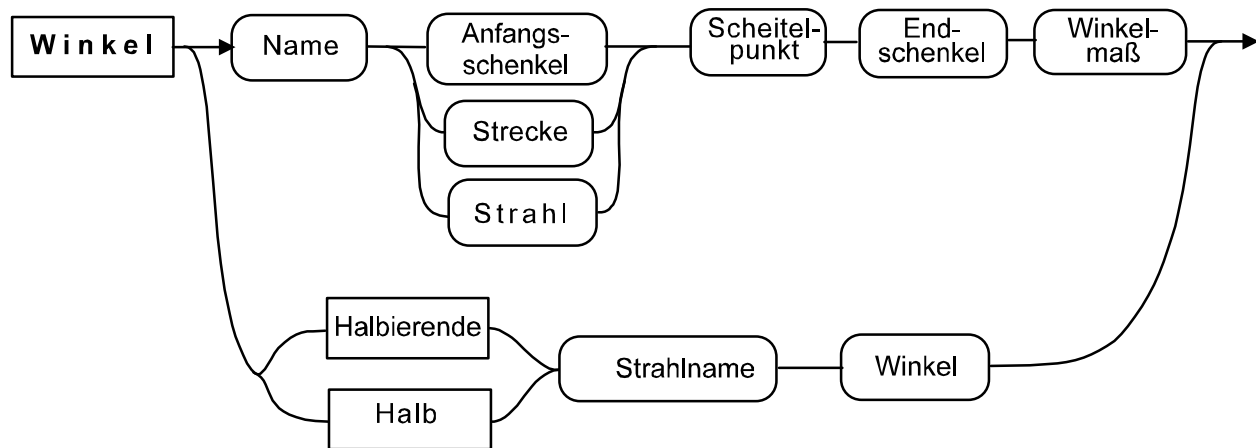 Winkel
Name
Anfangs-
schenkel
Scheitel-
punkt
End-
schenkel
Winkel-
maß
Strecke
Strahl
Halbierende
Strahlname
Winkel
Halb